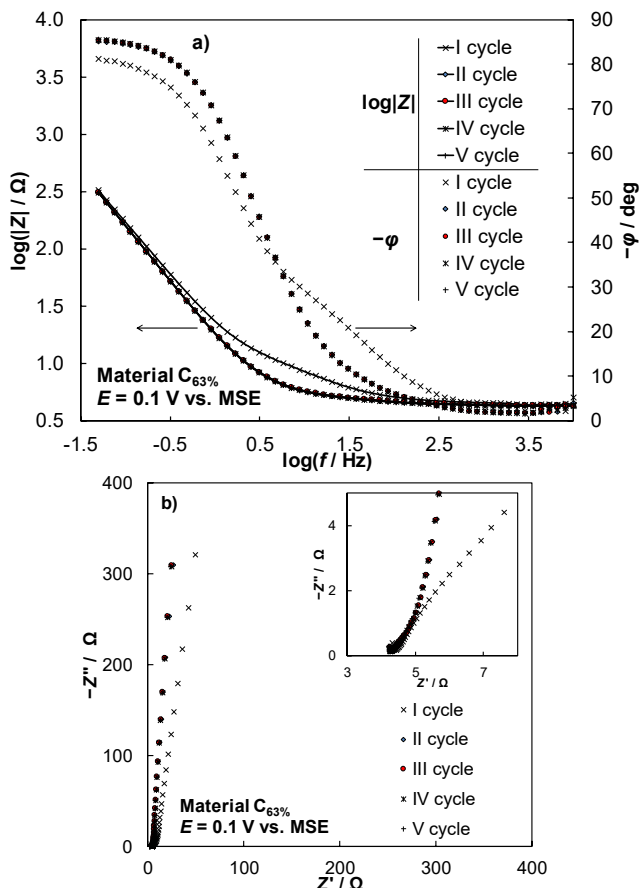 4.0
3.5
3.0
2.5
2.0
1.5
1.0
0.5
log(|Z| / Ω)
a)
log|Z|
I cycle
II cycle
III cycle
IV cycle
V cycle
−φ
I cycle
II cycle
III cycle
IV cycle
V cycle
90
80
70
60
50
40
30
20
10
0
−φ / deg
Material C63%
E = 0.1 V vs. MSE
-1.5 -0.5 0.5 1.5 2.5 3.5
log(f / Hz)
400
300
200
100
0
−Z'' / Ω
b)
4
2
0
−Z'' / Ω
3 5 7
Z' / Ω
I cycle
II cycle
III cycle
IV cycle
V cycle
Material C63%
E = 0.1 V vs. MSE
0 100 200 300 400
Z' / Ω